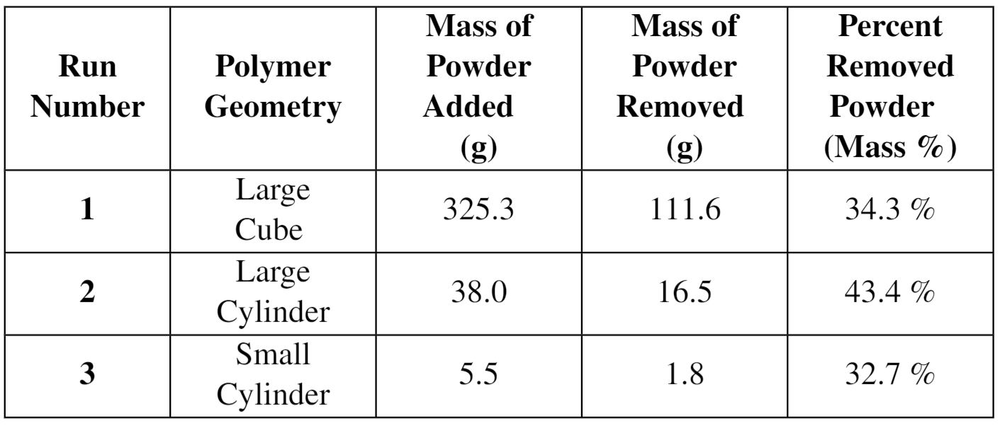 Run
Number
Polymer
Geometry
Mass of
Powder
Added
(g)
Mass of
Powder
Removed
(g)
Percent
Removed
Powder
(Mass %)
1
Large
Cube
325.3
111.6
34.3 %
2
Large
Cylinder
38.0
16.5
43.4 %
3
Small
Cylinder
5.5
1.8
32.7 %